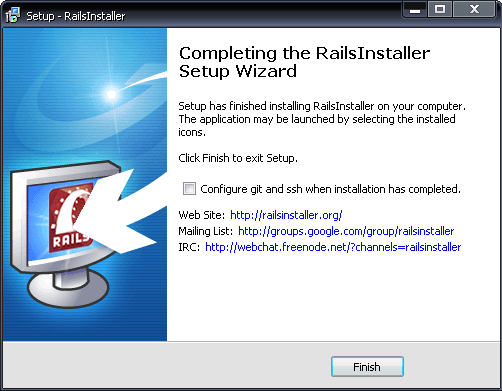 Setup - RailsInstaller
Completing the RailsInstaller
Setup Wizard
Setup has finished installing RailsInstaller on your computer.
The application may be launched by selecting the installed
icons.
Click Finish to exit Setup.
Configure git and ssh when installation has completed.
Web Site: http://railsinstaller.org/
Mailing List: http://groups.google.com/group/railsinstaller
IRC: http://webchat.freenode.net/?channels=railsinstaller
RAILS
Finish